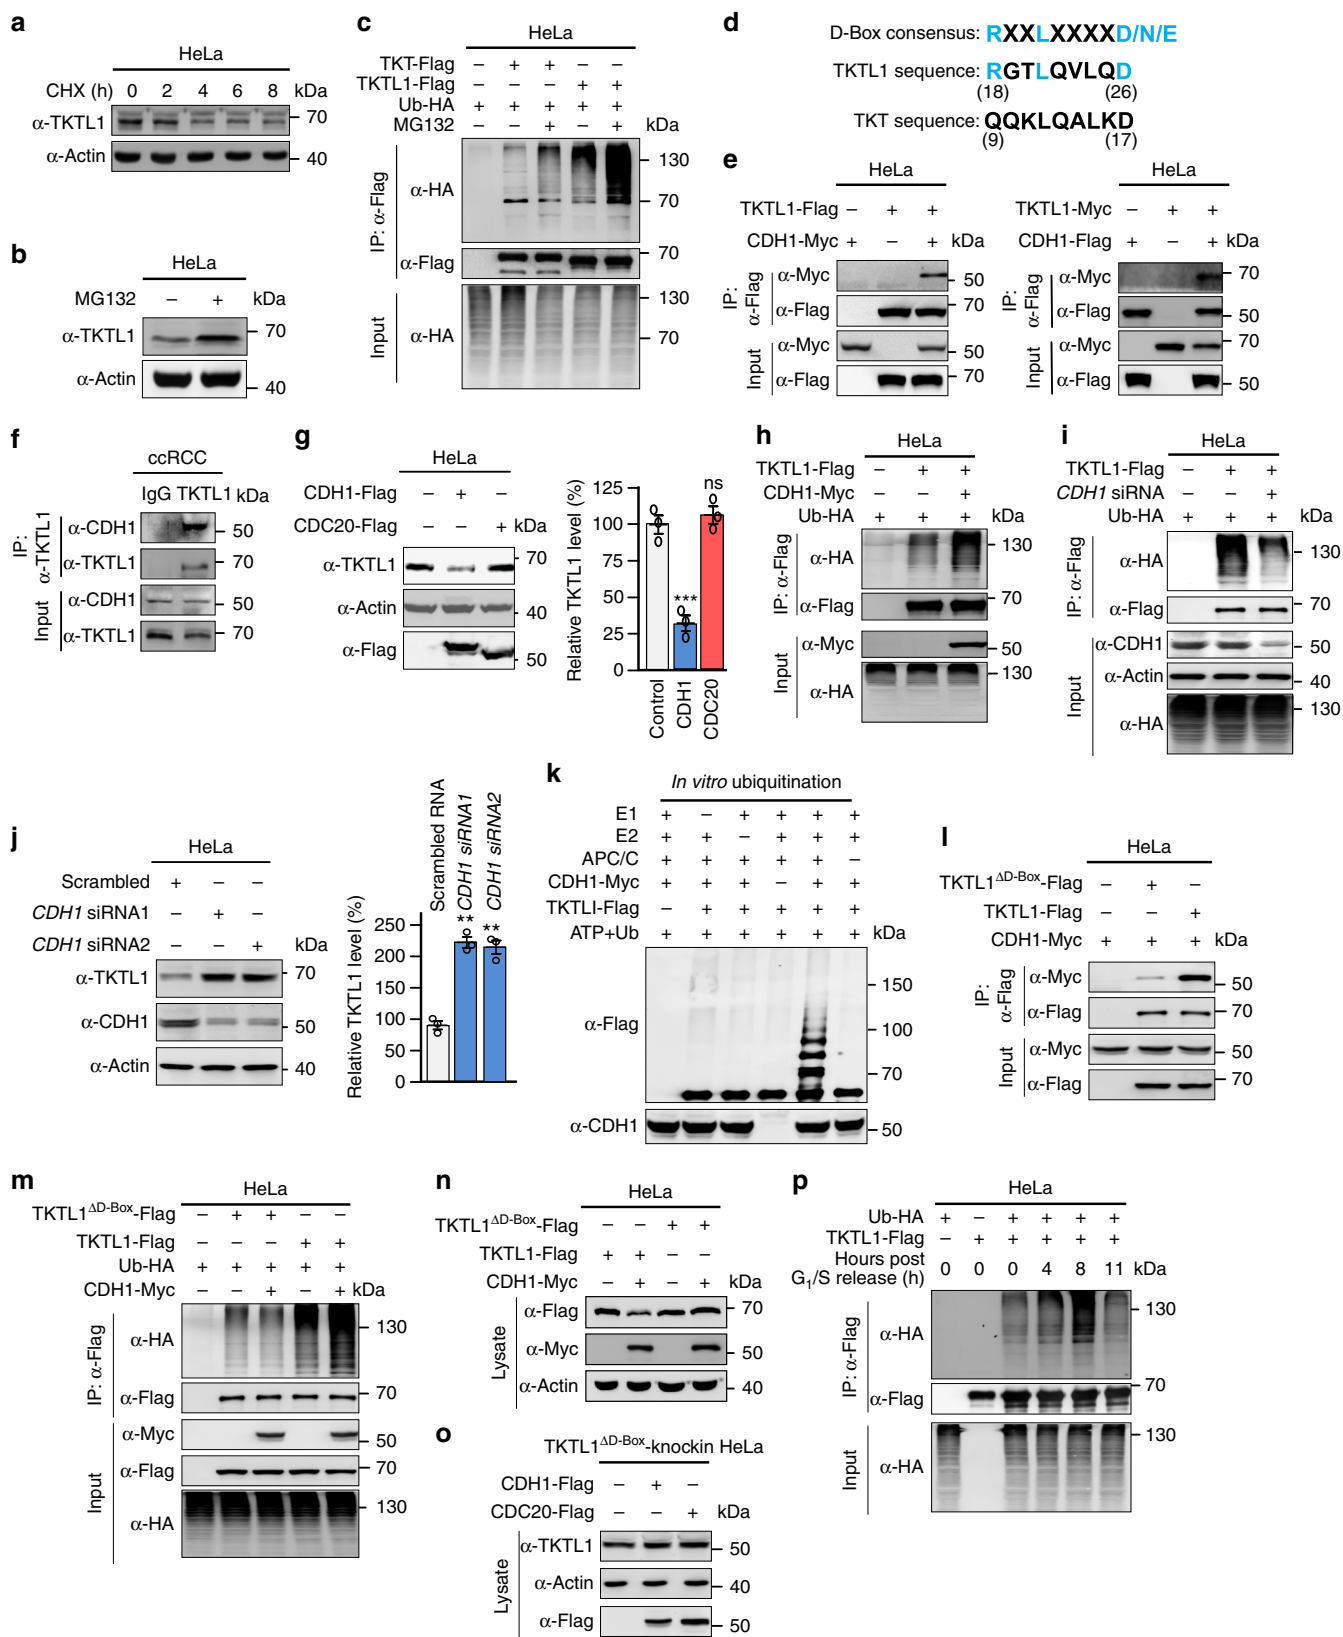 a
HeLa
CHX (h) 0 2 4 6 8 kDa
α-TKTL1 70
α-Actin 40
b
HeLa
MG132 – + kDa
α-TKTL1 70
α-Actin 40
c
HeLa
TKT-Flag – + + – –
TKTL1-Flag – – – + +
Ub-HA + + + + +
MG132 – – + – + kDa
IP: α-Flag
α-HA 130
70
α-Flag 70
Input
α-HA 130
70
d
D-Box consensus: RXXLXXXXD/N/E
TKTL1 sequence: RGTLQVLQD
(18) (26)
TKT sequence: QQKLQALKD
(9) (17)
e
HeLa
TKTL1-Flag – + +
CDH1-Myc + – + kDa
IP: α-Flag
α-Myc 50
α-Flag 70
Input
α-Myc 50
α-Flag 70
HeLa
TKTL1-Myc – + +
CDH1-Flag + – + kDa
IP: α-Flag
α-Myc 70
α-Flag 50
Input
α-Myc 70
α-Flag 50
f
ccRCC
IgG TKTL1 kDa
IP: α-TKTL1
α-CDH1 50
α-TKTL1 70
Input
α-CDH1 50
α-TKTL1 70
g
HeLa
CDH1-Flag – + –
CDC20-Flag – – + kDa
α-TKTL1 70
α-Actin 40
α-Flag 50
Relative TKTL1 level (%)
125
100
75
50
25
0
***
ns
Control
CDH1
CDC20
h
HeLa
TKTL1-Flag – + +
CDH1-Myc – – +
Ub-HA + + + kDa
IP: α-Flag
α-HA 130
α-Flag 70
Input
α-Myc 50
α-HA 130
i
HeLa
TKTL1-Flag – + +
CDH1 siRNA – – +
Ub-HA + + + kDa
IP: α-Flag
α-HA 130
α-Flag 70
Input
α-CDH1 50
α-Actin 40
α-HA 130
j
HeLa
Scrambled + – –
CDH1 siRNA1 – + –
CDH1 siRNA2 – – + kDa
α-TKTL1 70
α-CDH1 50
α-Actin 40
Relative TKTL1 level (%)
250
200
150
100
50
0
Scrambled RNA
CDH1 siRNA1
CDH1 siRNA2
**
**
k
In vitro ubiquitination
E1 + – + + + +
E2 + + – + + +
APC/C + + + + + –
CDH1-Myc + + + – + +
TKTLI-Flag – + + + + +
ATP+Ub + + + + + + kDa
α-Flag 150
100
70
α-CDH1 50
l
HeLa
TKTL1ΔD-Box-Flag – + –
TKTL1-Flag – – +
CDH1-Myc + + + kDa
IP: α-Flag
α-Myc 50
α-Flag 70
Input
α-Myc 50
α-Flag 70
m
HeLa
TKTL1ΔD-Box-Flag – + + – –
TKTL1-Flag – – – + +
Ub-HA + + + + +
CDH1-Myc – – + – + kDa
IP: α-Flag
α-HA 130
α-Flag 70
Input
α-Myc 50
α-Flag 70
α-HA 130
n
HeLa
TKTL1ΔD-Box-Flag – – + +
TKTL1-Flag + + – –
CDH1-Myc – + – + kDa
Lysate
α-Flag 70
α-Myc 50
α-Actin 40
o
TKTL1ΔD-Box-knockin HeLa
CDH1-Flag – + –
CDC20-Flag – – + kDa
Lysate
α-TKTL1 50
α-Actin 40
α-Flag 50
p
HeLa
Ub-HA + – + + + +
TKTL1-Flag – + + + + +
Hours post
G1/S release (h) 0 0 0 4 8 11 kDa
IP: α-Flag
α-HA 130
α-Flag 70
Input
α-HA 130